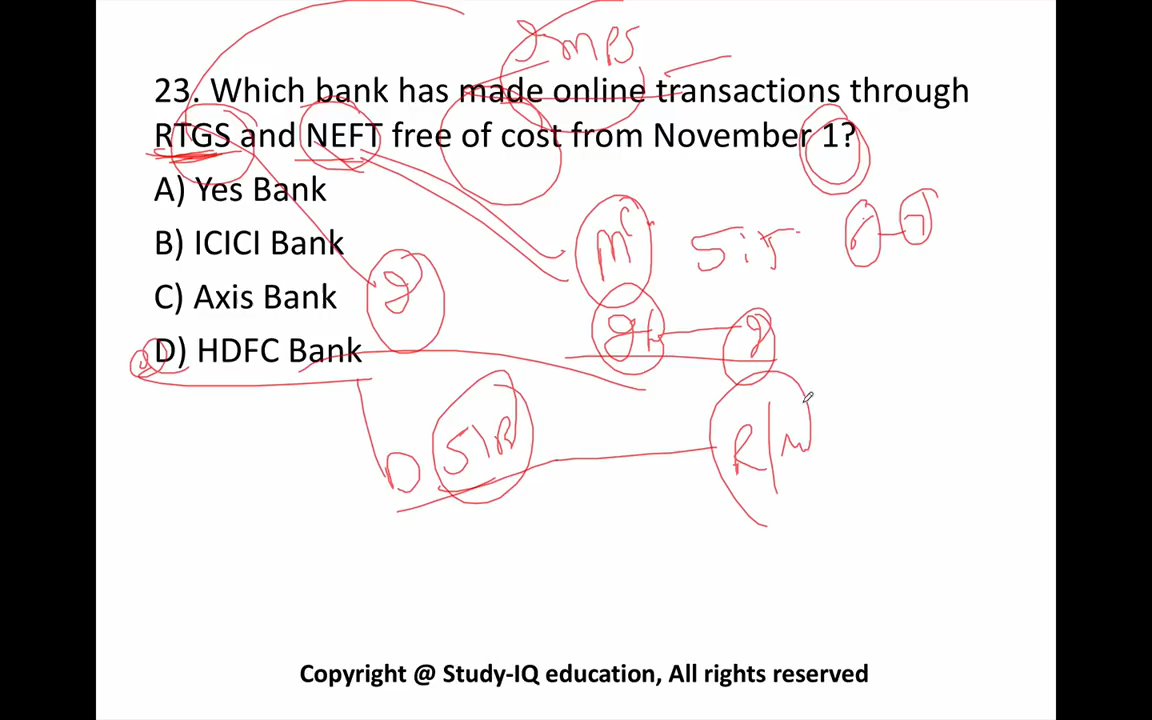 Imps
23. Which bank has made online transactions through
RTGS and NEFT free of cost from November 1?
A) Yes Bank
B) ICICI Bank
C) Axis Bank
D) HDFC Bank
D
R/N
Copyright @ Study-IQ education, All rights reserved